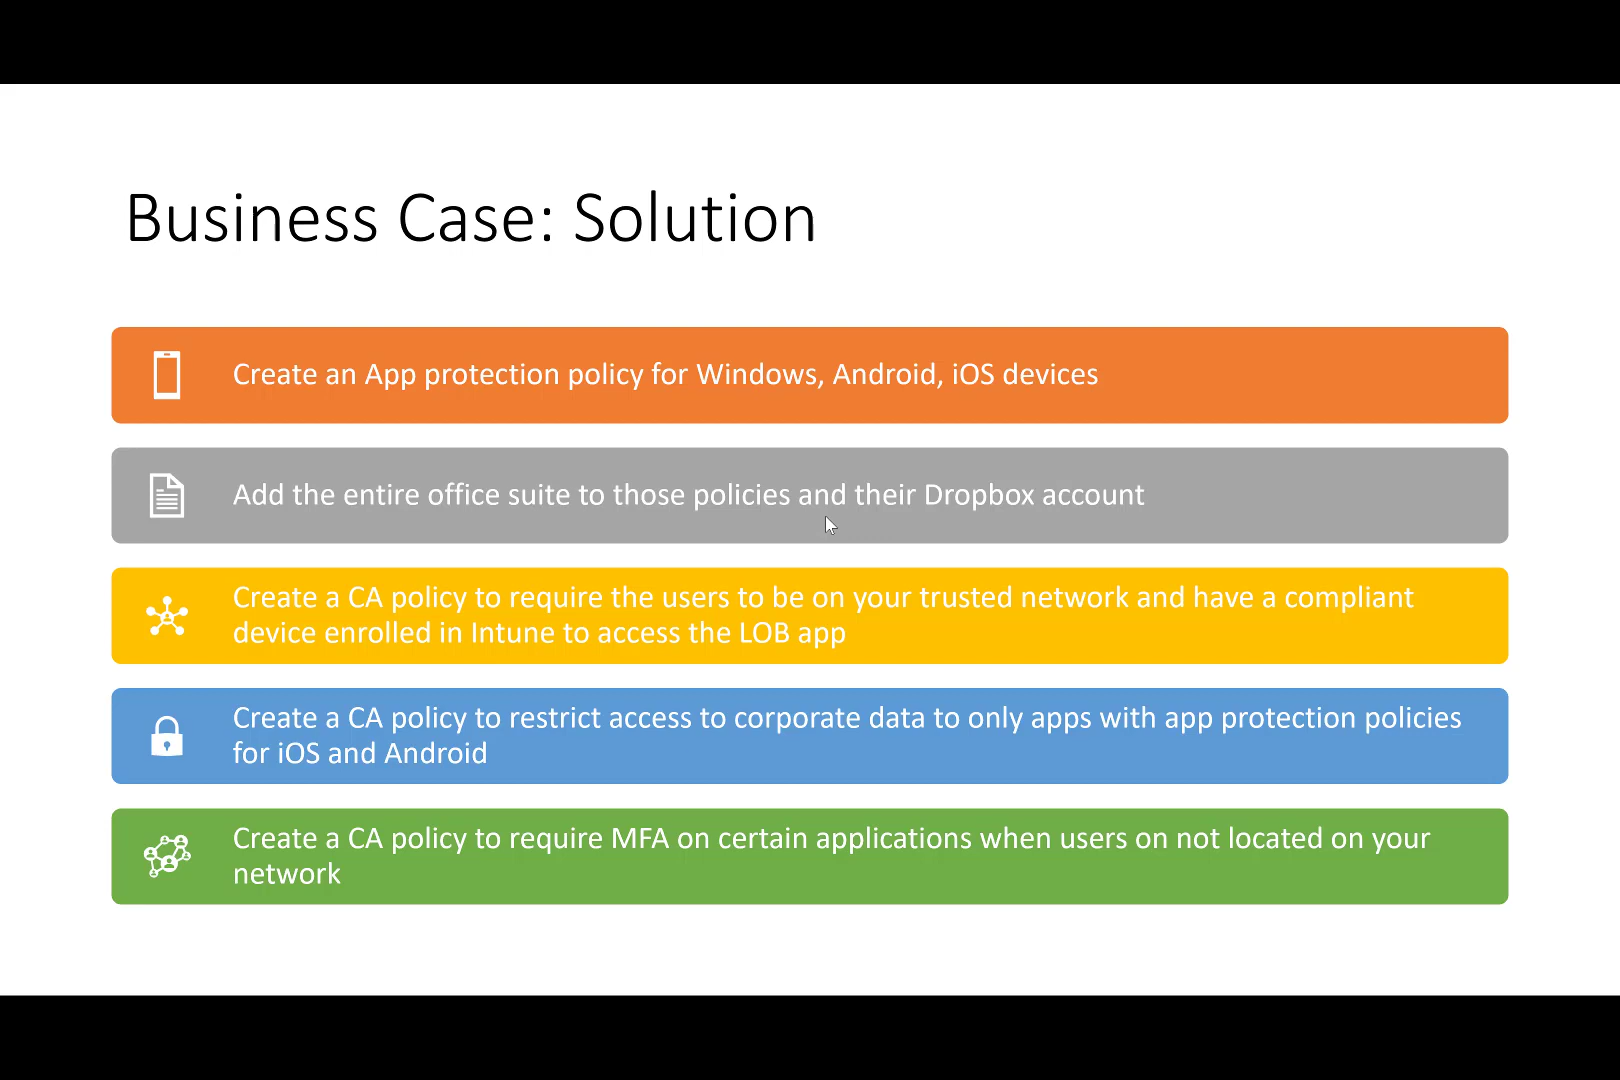 Business Case: Solution
Create an App protection policy for Windows, Android, iOS devices
Add the entire office suite to those policies and their Dropbox account
Create a CA policy to require the users to be on your trusted network and have a compliant
device enrolled in Intune to access the LOB app
Create a CA policy to restrict access to corporate data to only apps with app protection policies
for iOS and Android
Create a CA policy to require MFA on certain applications when users on not located on your
network